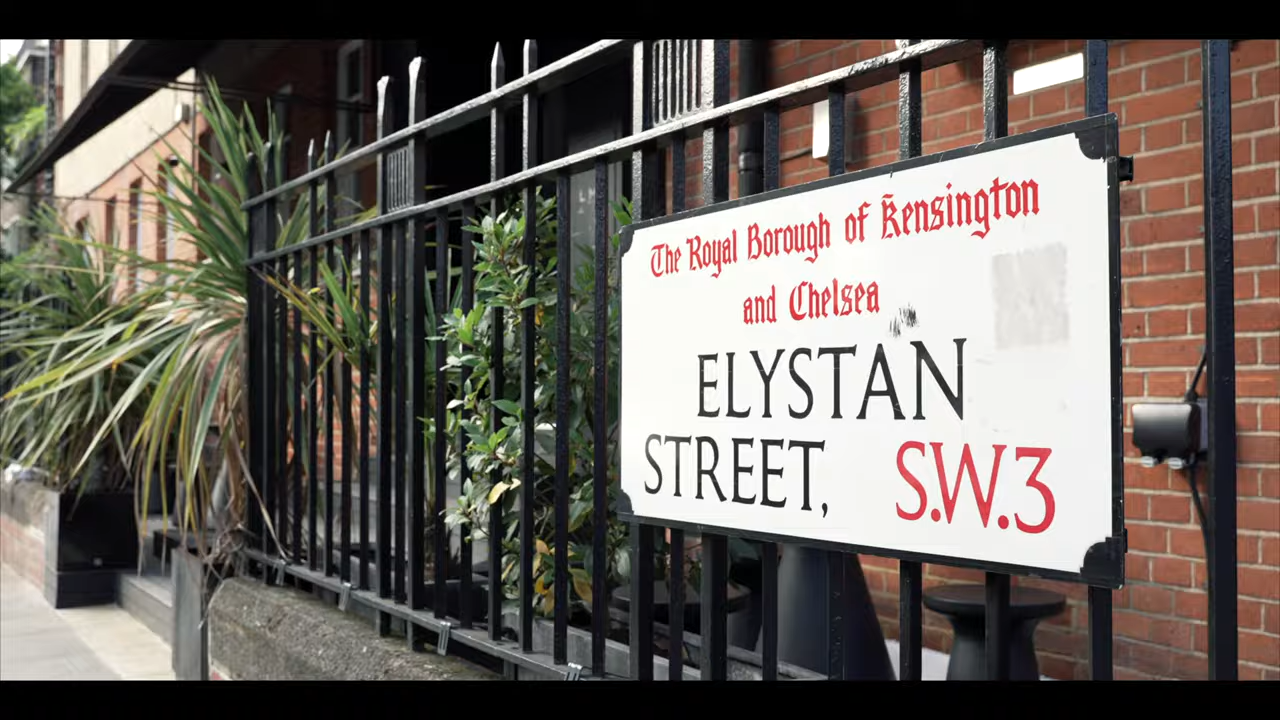 The Royal Borough of Kensington
and Chelsea
ELYSTAN
STREET, S.W.3